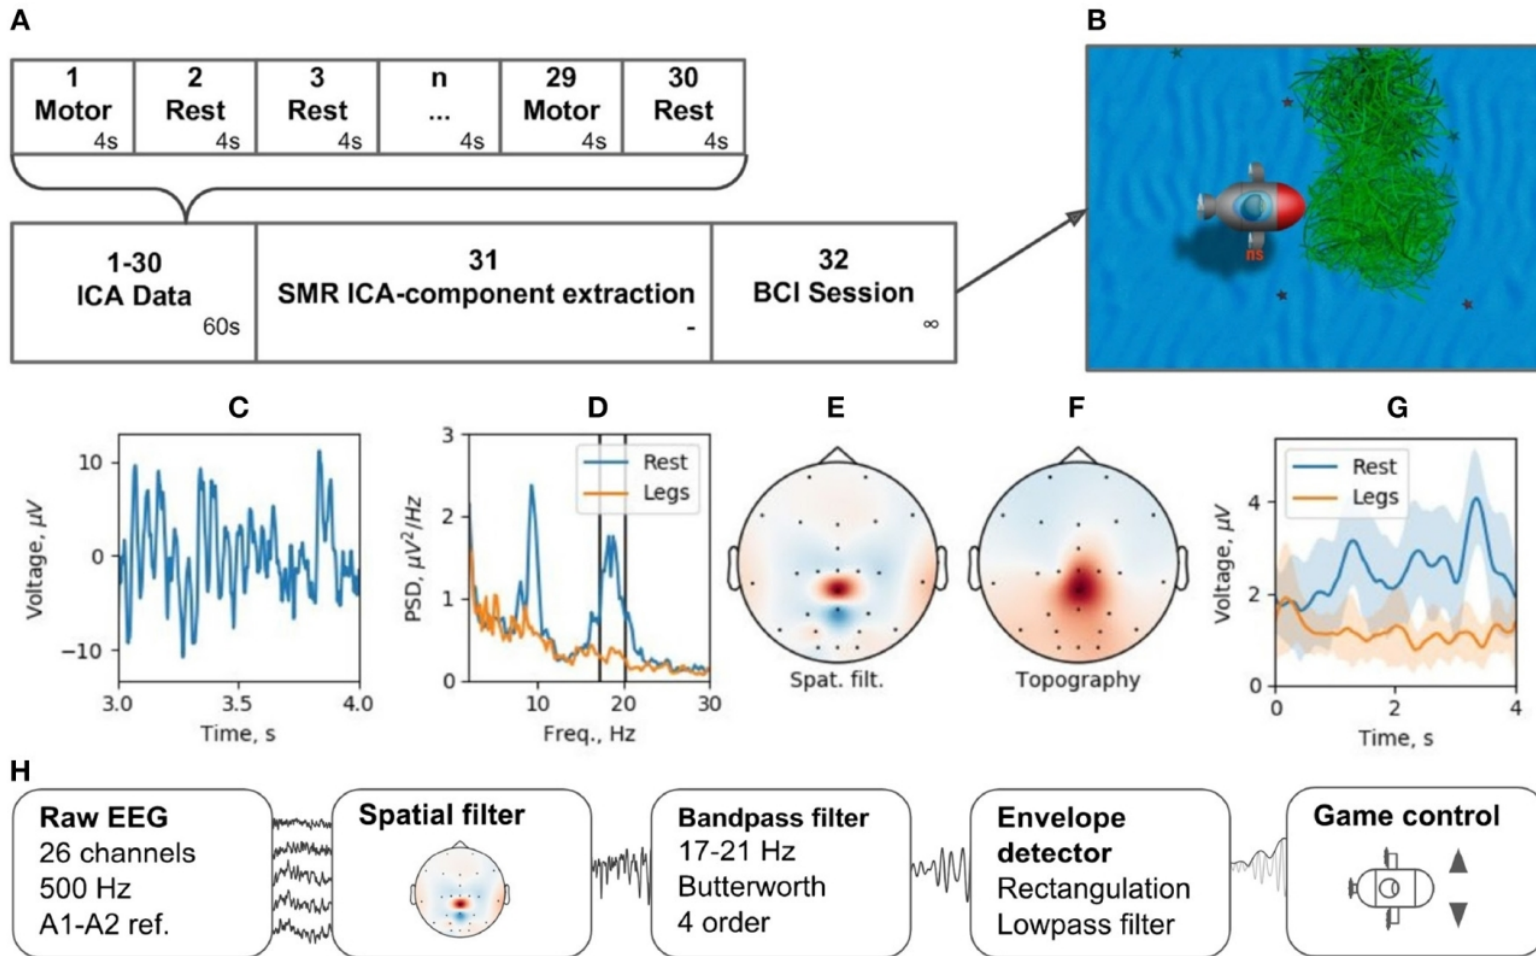 A
B
1 2 3 n 29 30
Motor Rest Rest ... Motor Rest
4s 4s 4s 4s 4s 4s
1-30
ICA Data
60s
31
SMR ICA-component extraction
-
32
BCI Session
∞
ns
C D E F G
10
0
−10
Voltage, μV
3.0 3.5 4.0
Time, s
3
2
1
0
PSD, μV²/Hz
Rest
Legs
10 20 30
Freq., Hz
Spat. filt.
Topography
4
2
0
Voltage, μV
Rest
Legs
0 2 4
Time, s
H
Raw EEG
26 channels
500 Hz
A1-A2 ref.
Spatial filter
Bandpass filter
17-21 Hz
Butterworth
4 order
Envelope
detector
Rectangulation
Lowpass filter
Game control